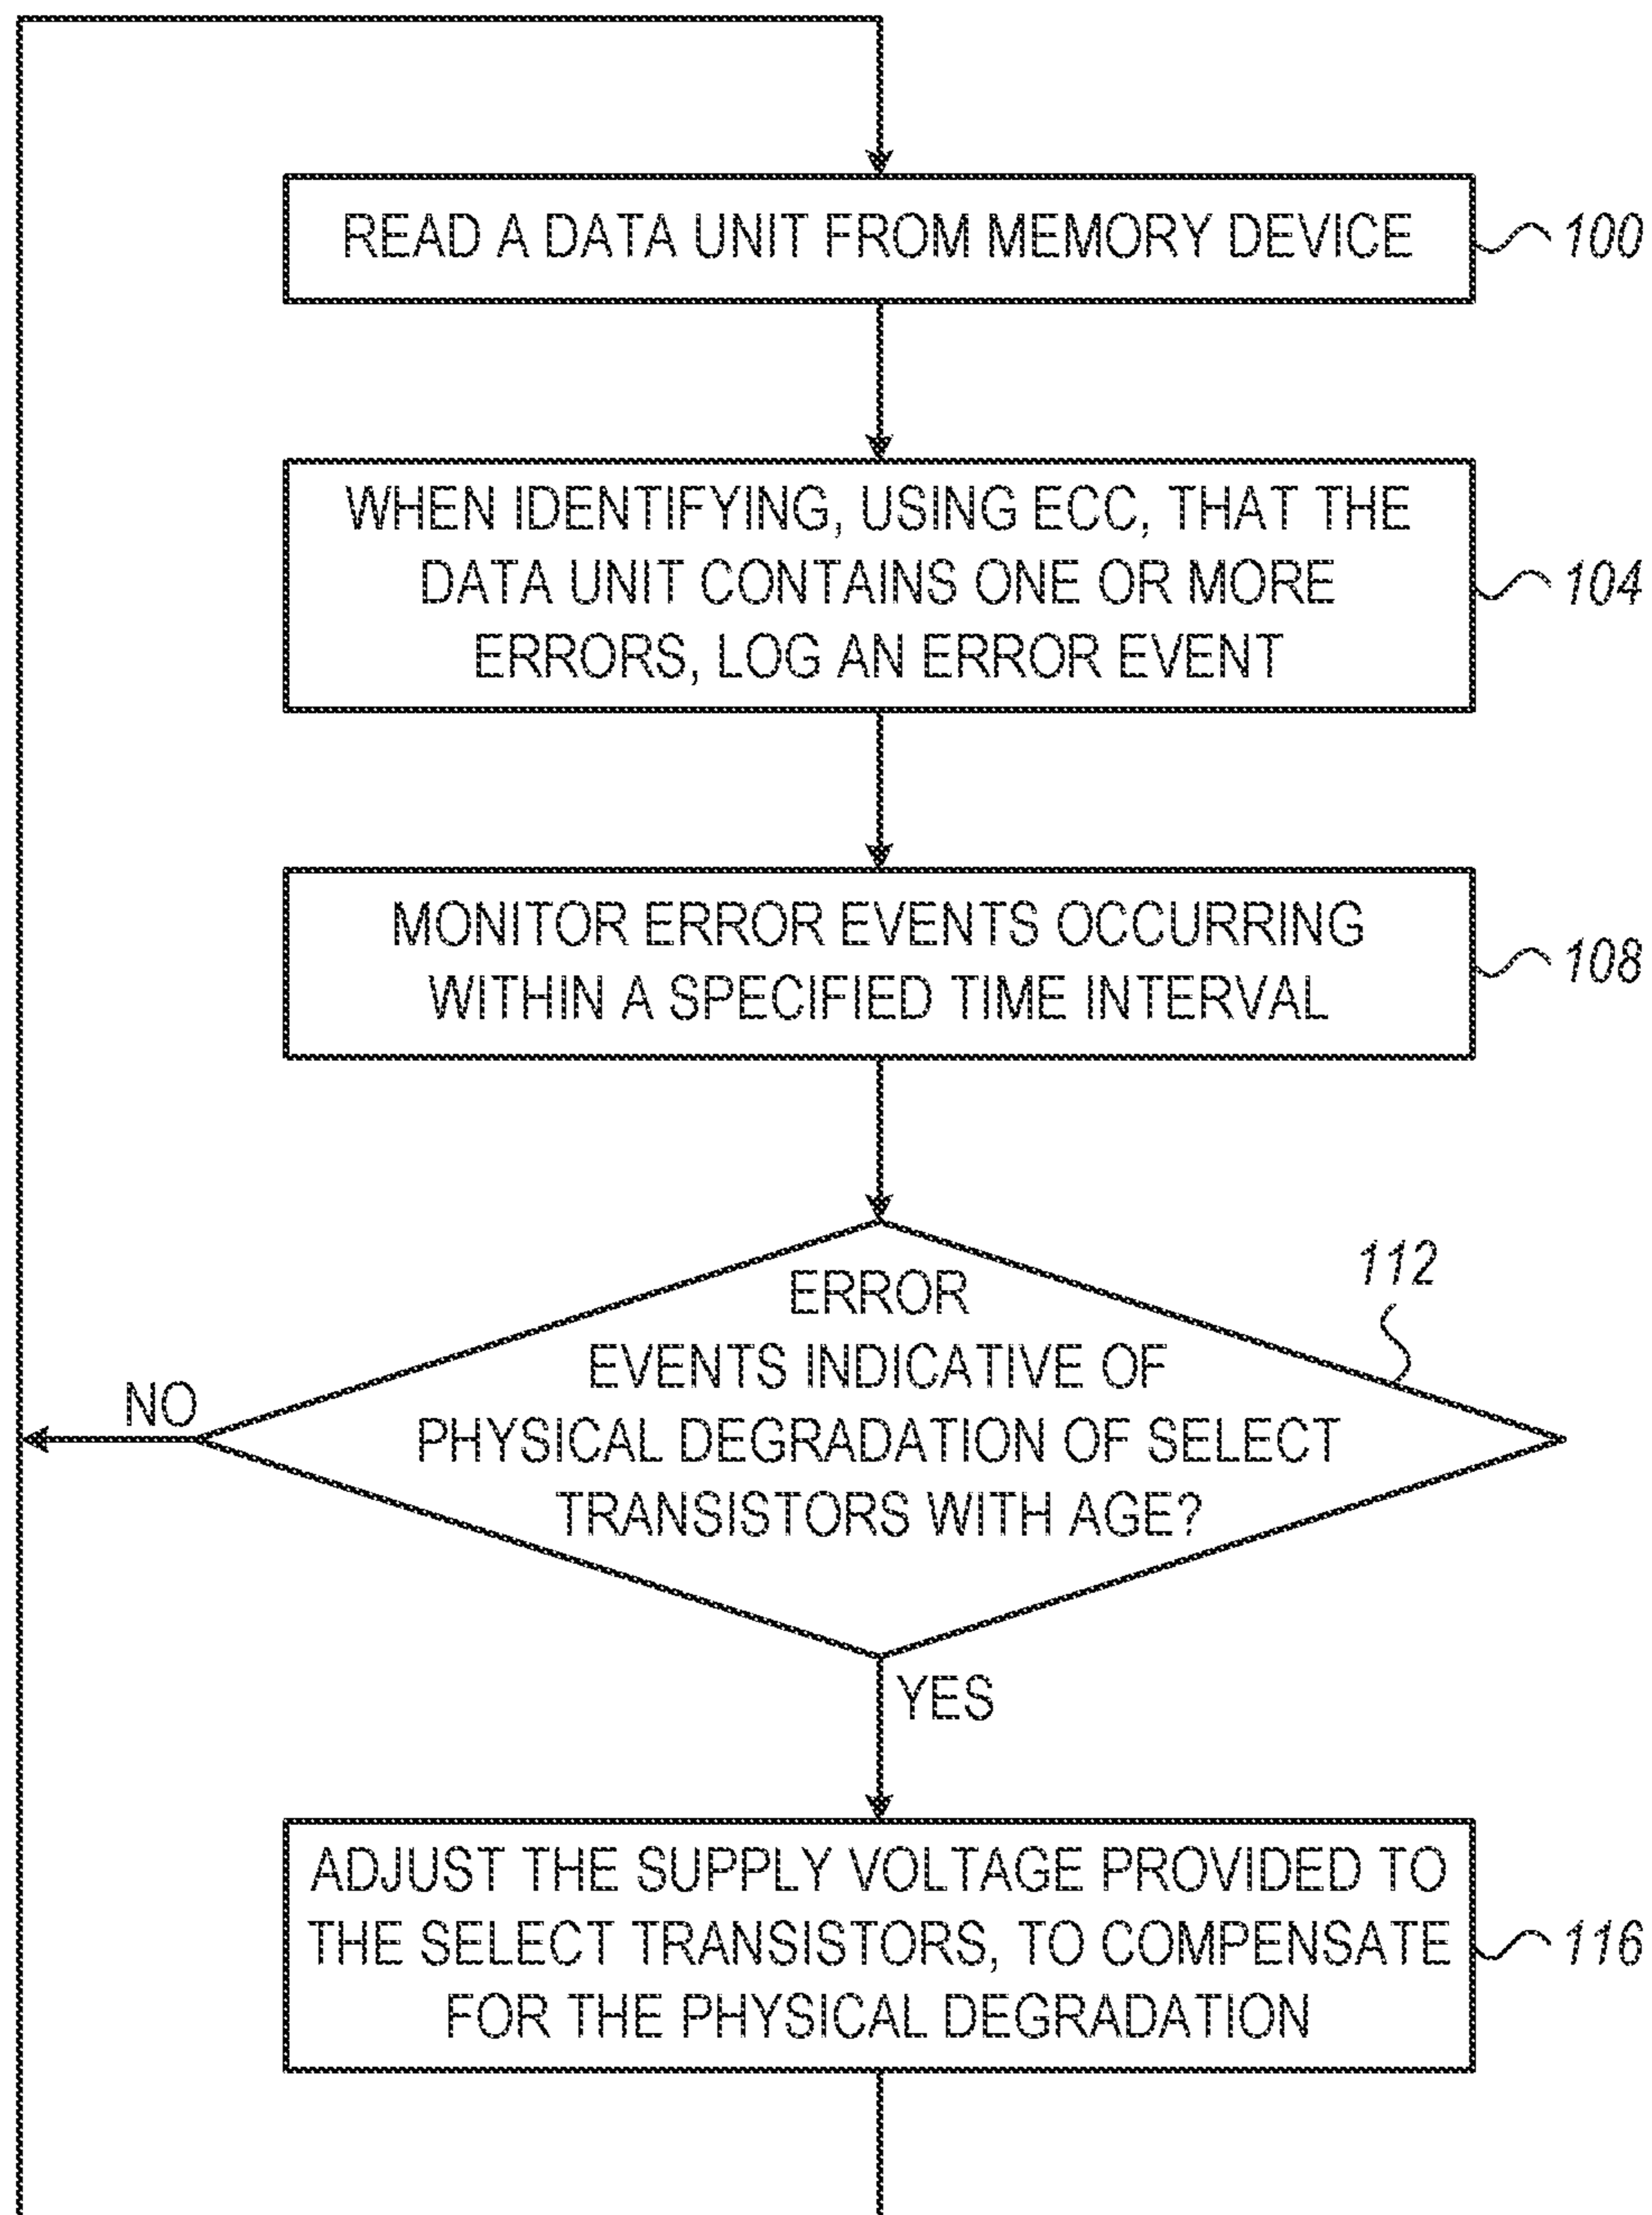 READ A DATA UNIT FROM MEMORY DEVICE
100
WHEN IDENTIFYING, USING ECC, THAT THE
DATA UNIT CONTAINS ONE OR MORE
ERRORS, LOG AN ERROR EVENT
104
MONITOR ERROR EVENTS OCCURRING
WITHIN A SPECIFIED TIME INTERVAL
108
112
ERROR
EVENTS INDICATIVE OF
PHYSICAL DEGRADATION OF SELECT
TRANSISTORS WITH AGE?
NO
YES
ADJUST THE SUPPLY VOLTAGE PROVIDED TO
THE SELECT TRANSISTORS, TO COMPENSATE
FOR THE PHYSICAL DEGRADATION
116